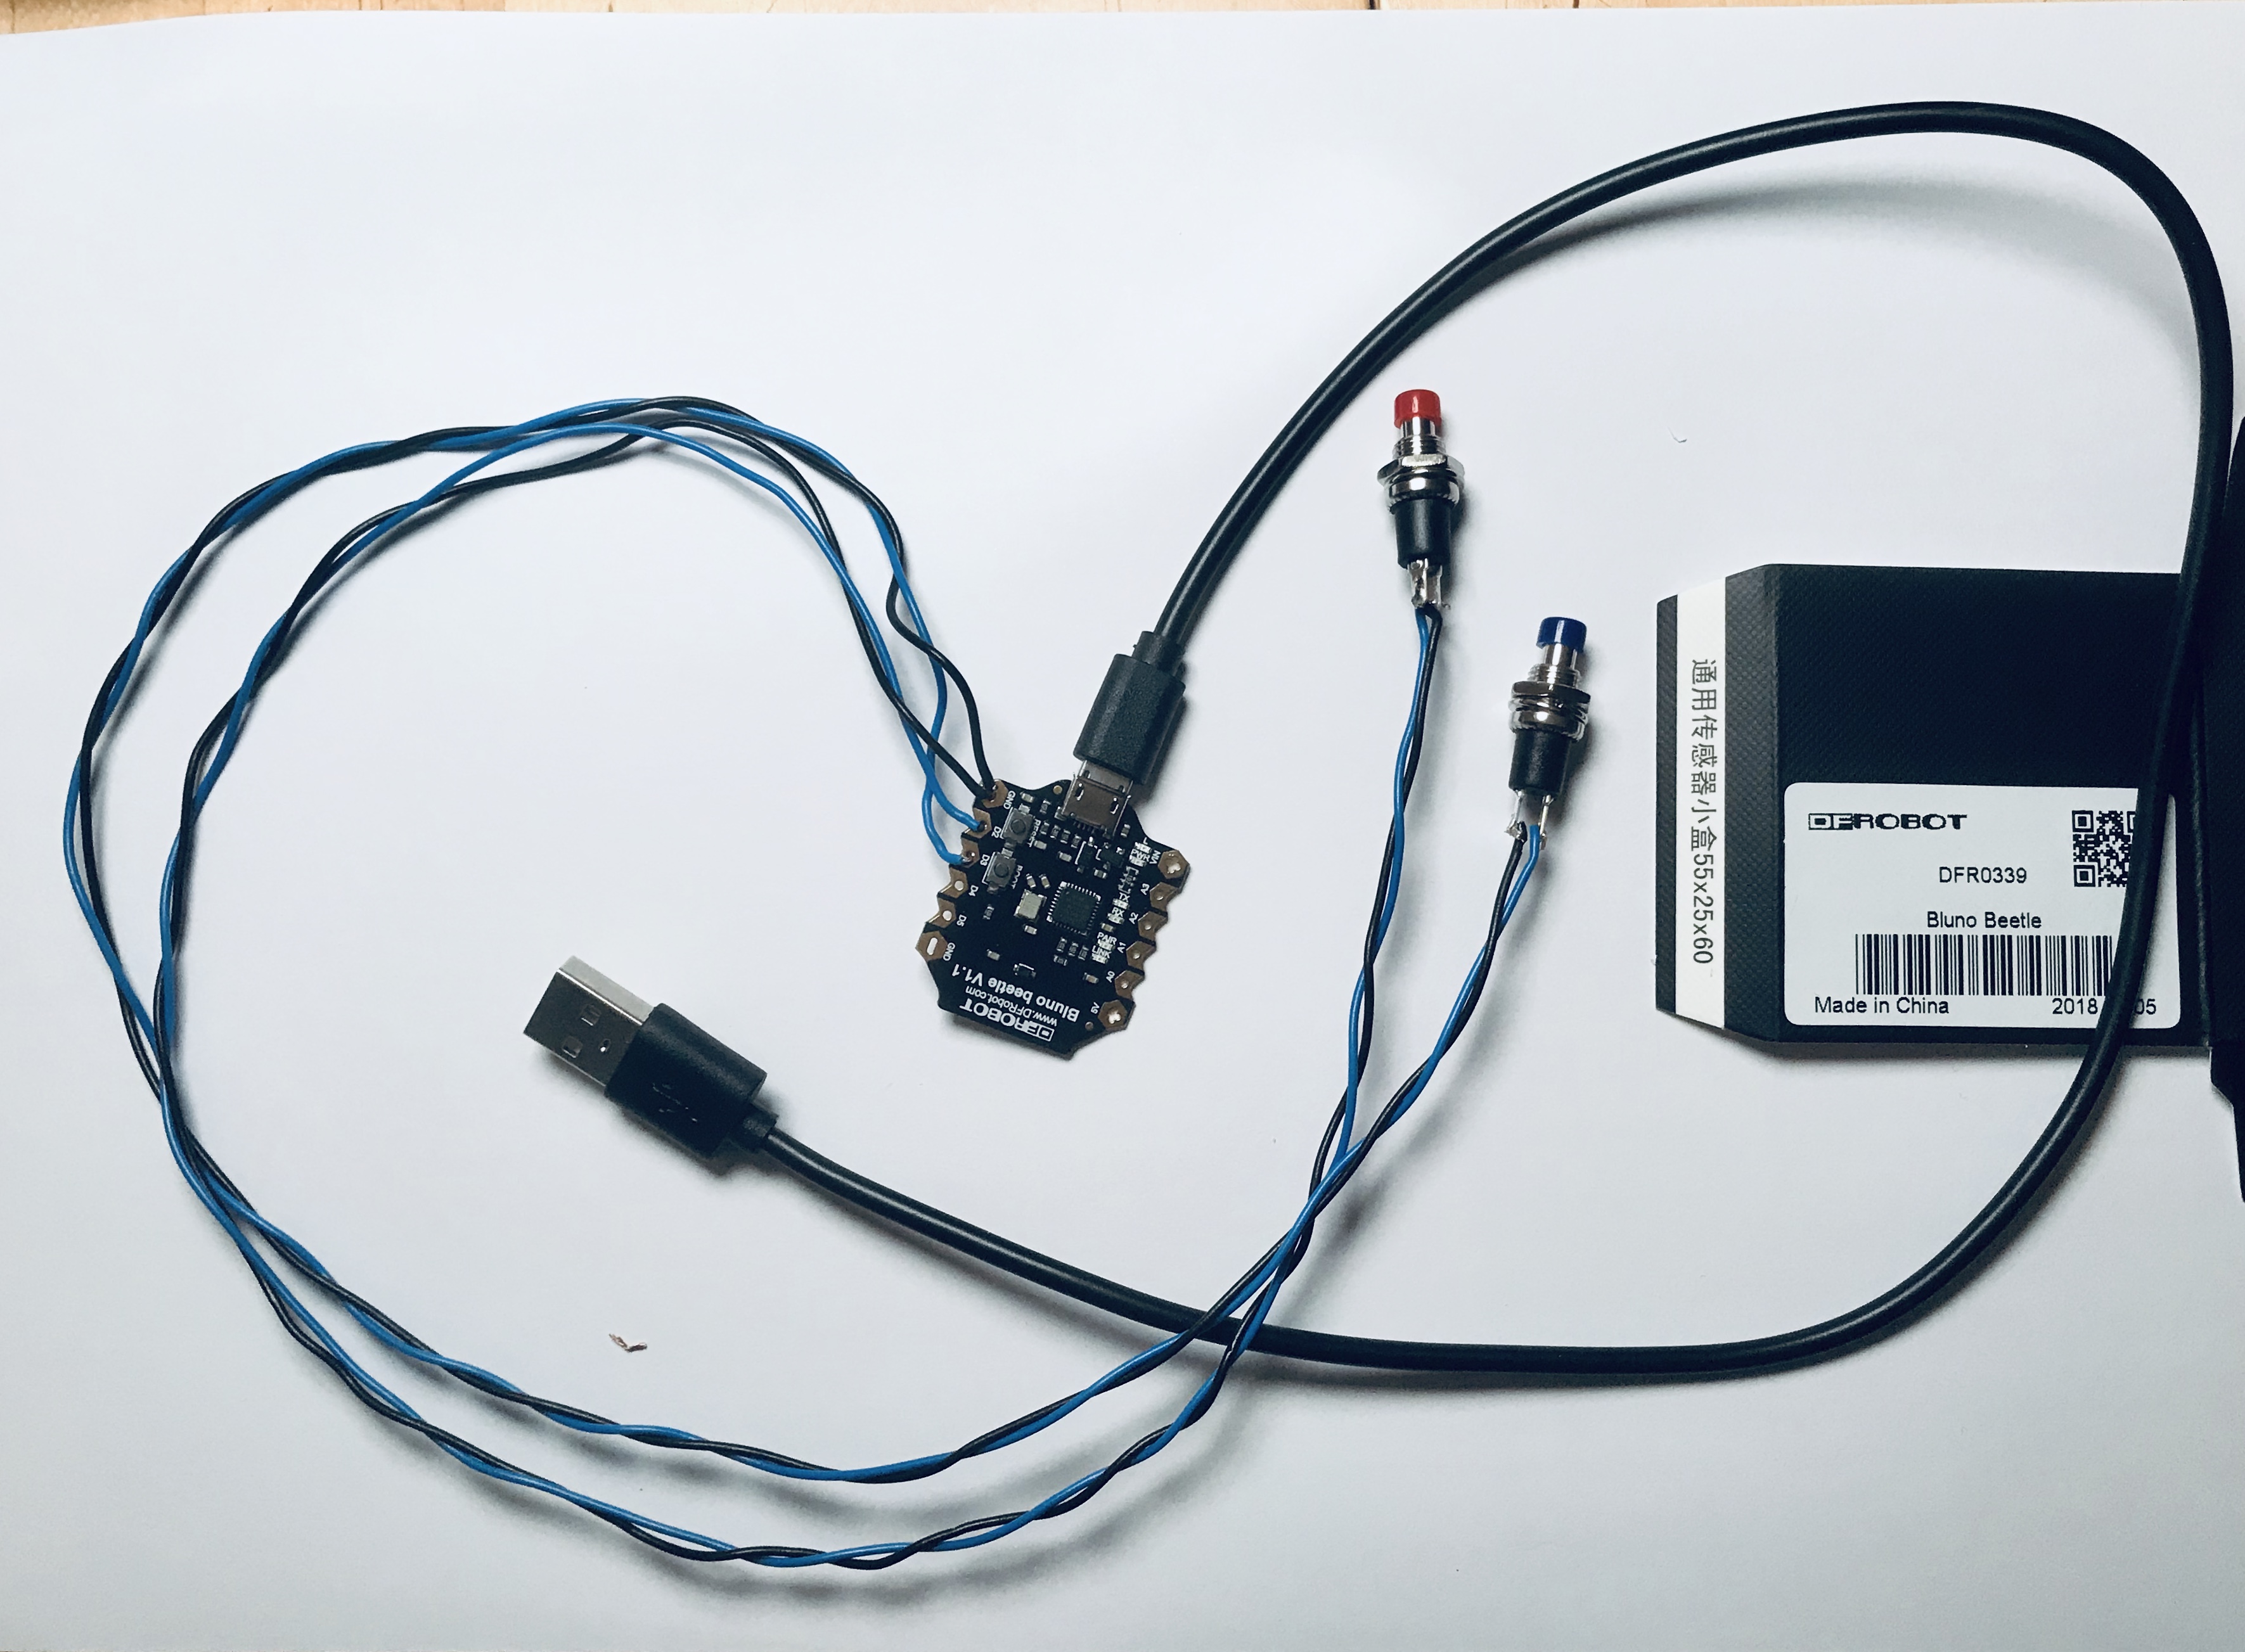 GND
D2
RESET
D3
BOOT
D4
D5
GND
PWR
VIN
A3
TX
RX
A2
PAIR
LINK
A1
A0
5V
Bluno beetle V1.1
www.DFRobot.com
DFROBOT
通用传感器小盒55x25x60
DFROBOT
DFR0339
Bluno Beetle
Made in China
2018
05